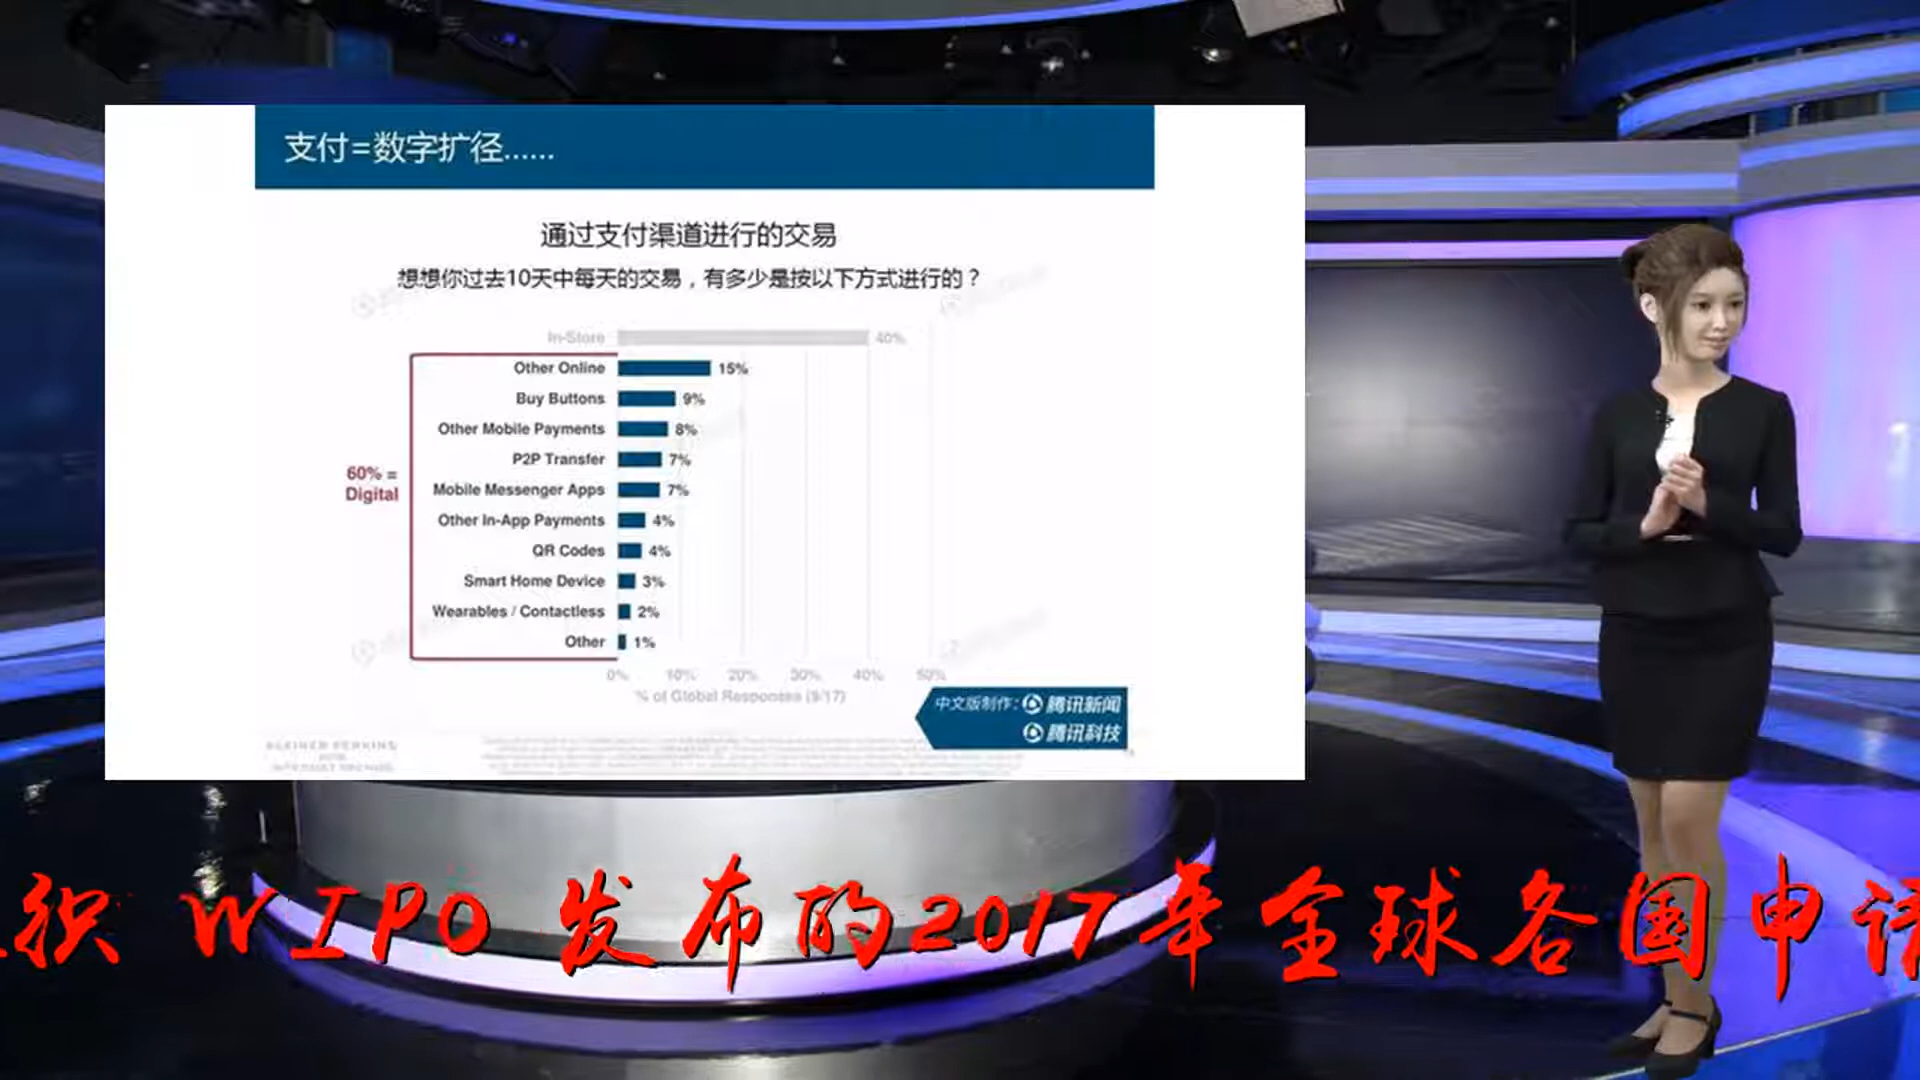 支付=数字扩径......
通过支付渠道进行的交易
想想你过去10天中每天的交易，有多少是按以下方式进行的？
In-Store 40%
Other Online 15%
Buy Buttons 9%
Other Mobile Payments 8%
P2P Transfer 7%
60% =
Digital
Mobile Messenger Apps 7%
Other In-App Payments 4%
QR Codes 4%
Smart Home Device 3%
Wearables / Contactless 2%
Other 1%
0% 10% 20% 30% 40% 50%
% of Global Responses (9/17)
中文版制作：腾讯新闻
腾讯科技
KLEINER PERKINS
织 WIPO 发布的2017年全球各国申请